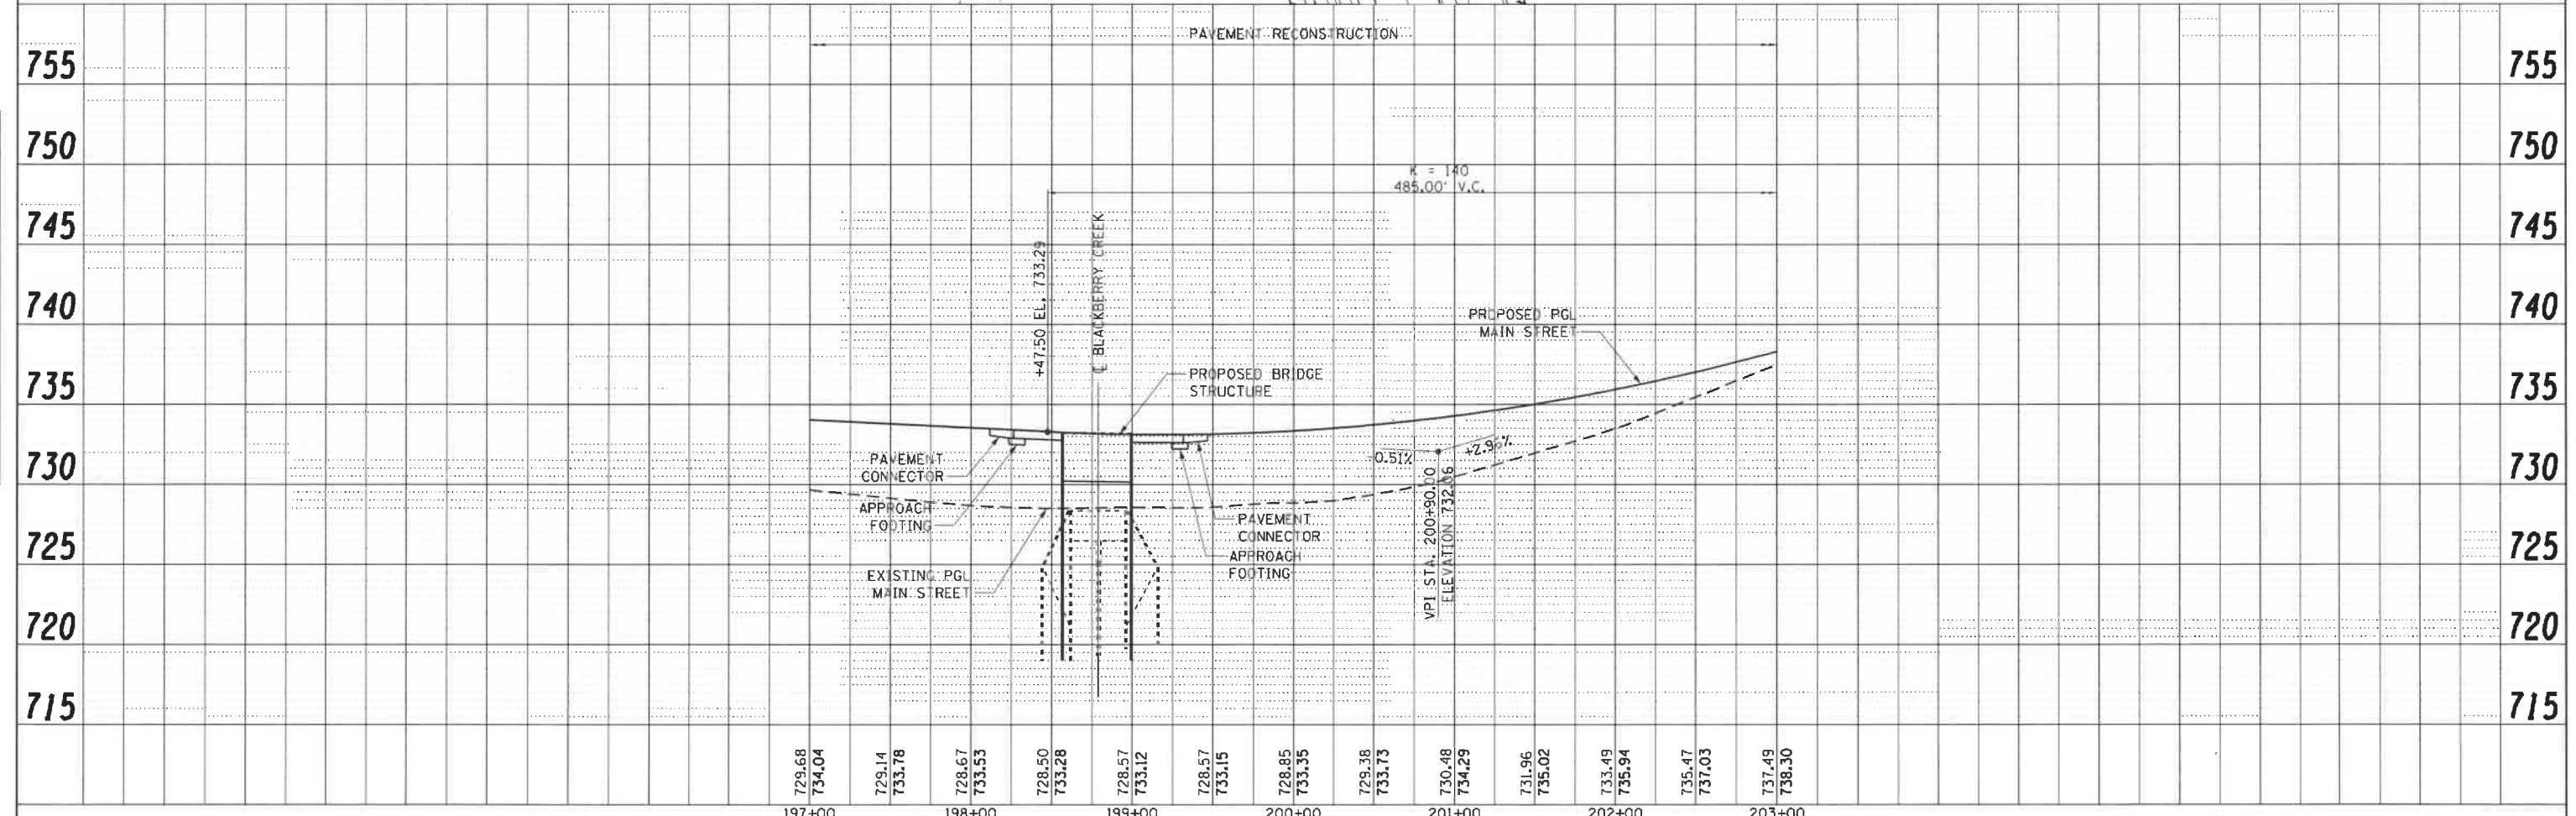 PAVEMENT RECONSTRUCTION
755
755
750
750
K = 140
485.00' V.C.
745
745
+47.50 EL. 733.29
℄ BLACKBERRY CREEK
740
740
PROPOSED PGL
MAIN STREET
735
735
PROPOSED BRIDGE
STRUCTURE
730
730
PAVEMENT
CONNECTOR
-0.51%
APPROACH
FOOTING
PAVEMENT
CONNECTOR
VPI STA. 200+90.00
ELEVATION 732.06
725
725
APPROACH
FOOTING
EXISTING PGL
MAIN STREET
720
720
715
715
729.68
734.04
729.14
733.78
728.67
733.53
728.50
733.28
728.57
733.12
728.57
733.15
728.85
733.35
729.38
733.73
730.48
734.29
731.96
735.02
733.49
735.94
735.47
737.03
737.49
738.30
197+00
198+00
199+00
200+00
201+00
202+00
203+00